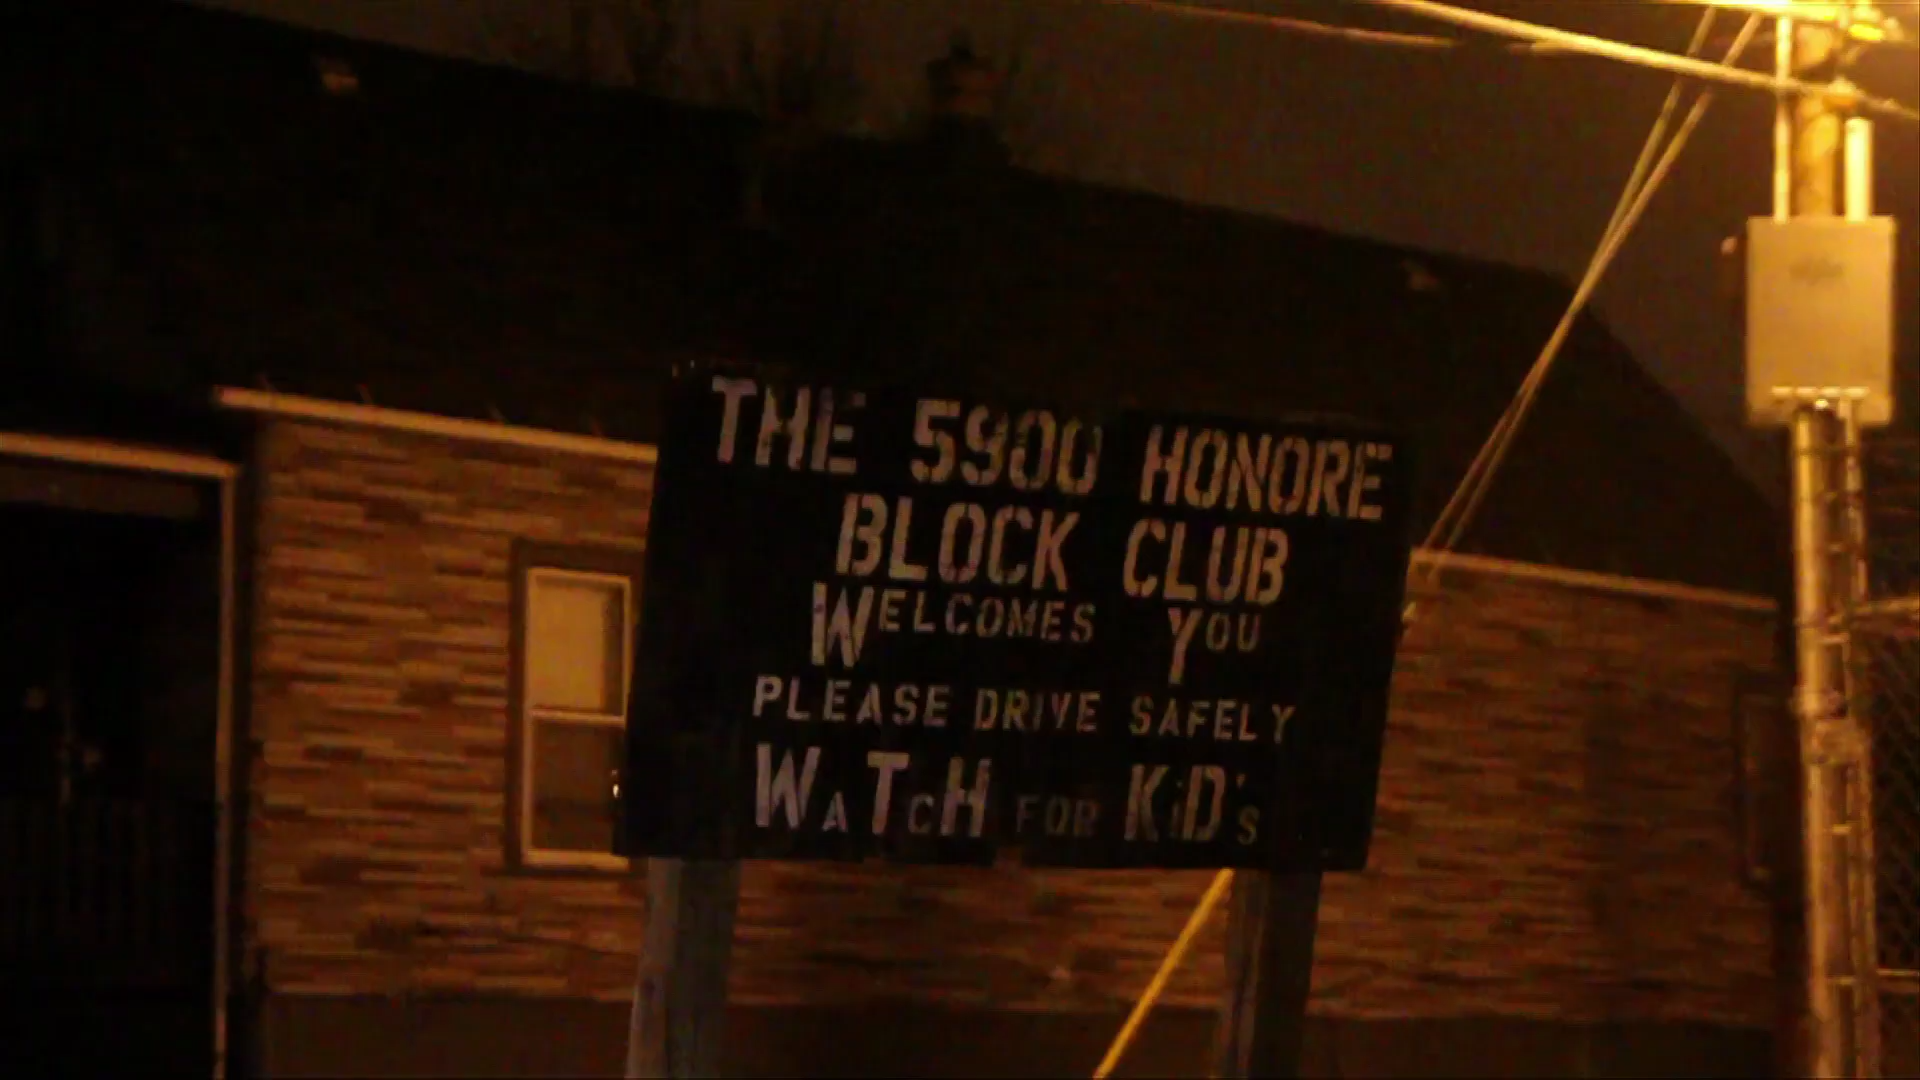 THE 5900 HONORE
BLOCK CLUB
WELCOMES YOU
PLEASE DRIVE SAFELY
WATCH FOR KiD's